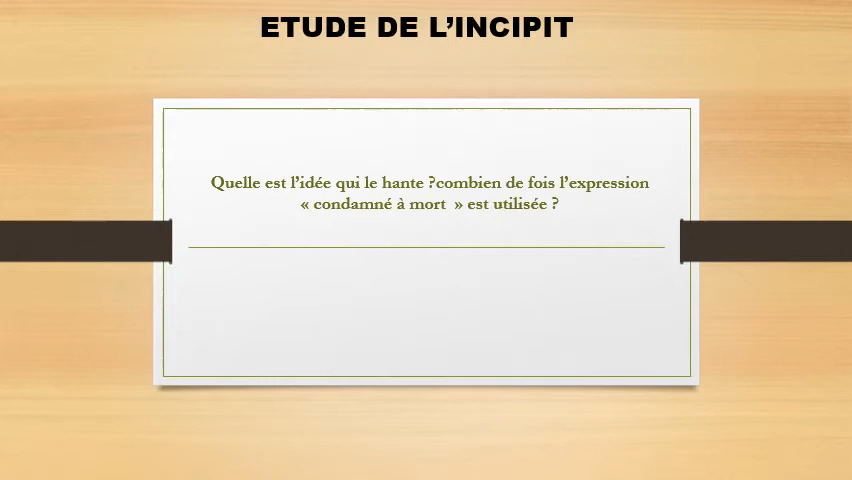 ETUDE DE L’INCIPIT
Quelle est l’idée qui le hante ?combien de fois l’expression
« condamné à mort  » est utilisée ?